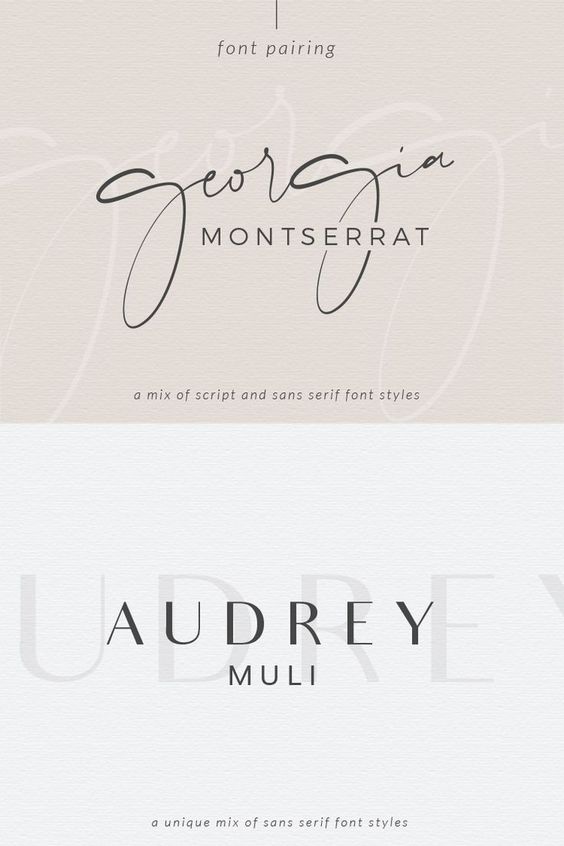 font pairing
georgia
MONTSERRAT
a mix of script and sans serif font styles
AUDREY
MULI
a unique mix of sans serif font styles